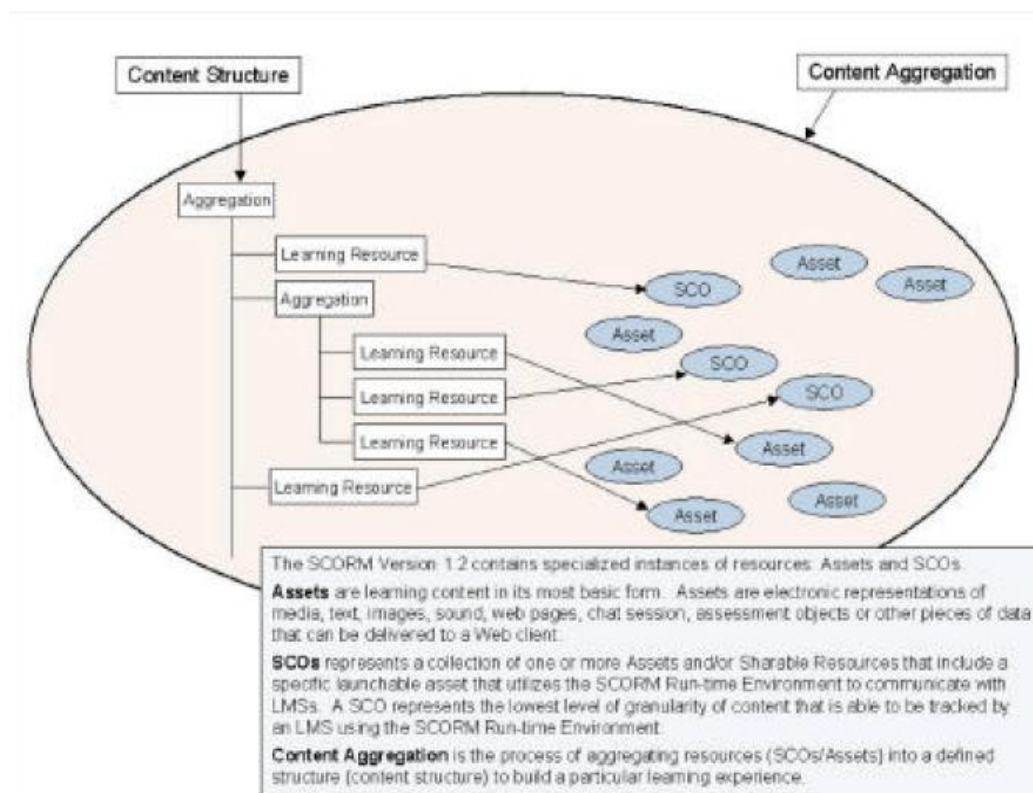 Content Structure
Content Aggregation
Aggregation
Learning Resource
Asset
Asset
SCO
Aggregation
Asset
Learning Resource
SCO
Learning Resource
SCO
Learning Resource
Asset
Asset
Learning Resource
Asset
Asset
The SCORM Version 1.2 contains specialized instances of resources: Assets and SCOs.
Assets are learning content in its most basic form. Assets are electronic representations of
media, text, images, sound, web pages, chat session, assessment objects or other pieces of data
that can be delivered to a Web client.
SCOs represents a collection of one or more Assets and/or Sharable Resources that include a
specific launchable asset that utilizes the SCORM Run-time Environment to communicate with
LMSs. A SCO represents the lowest level of granularity of content that is able to be tracked by
an LMS using the SCORM Run-time Environment.
Content Aggregation is the process of aggregating resources (SCOs/Assets) into a defined
structure (content structure) to build a particular learning experience.